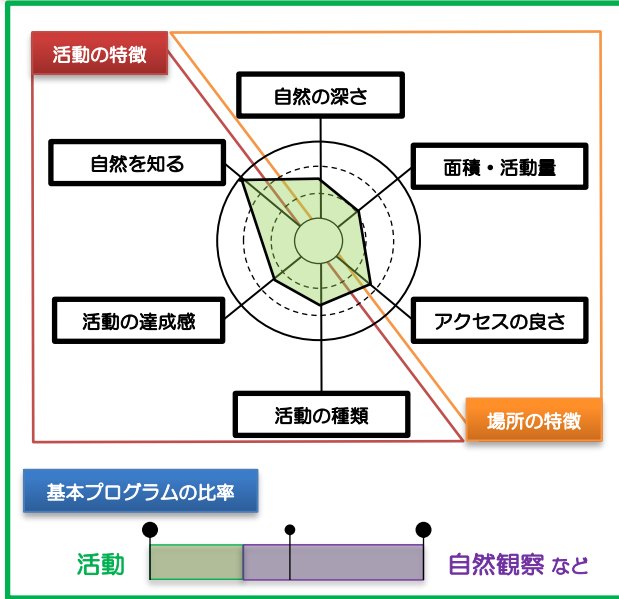 活動の特徴
自然の深さ
自然を知る
面積・活動量
活動の達成感
アクセスの良さ
活動の種類
場所の特徴
基本プログラムの比率
活動
自然観察 など